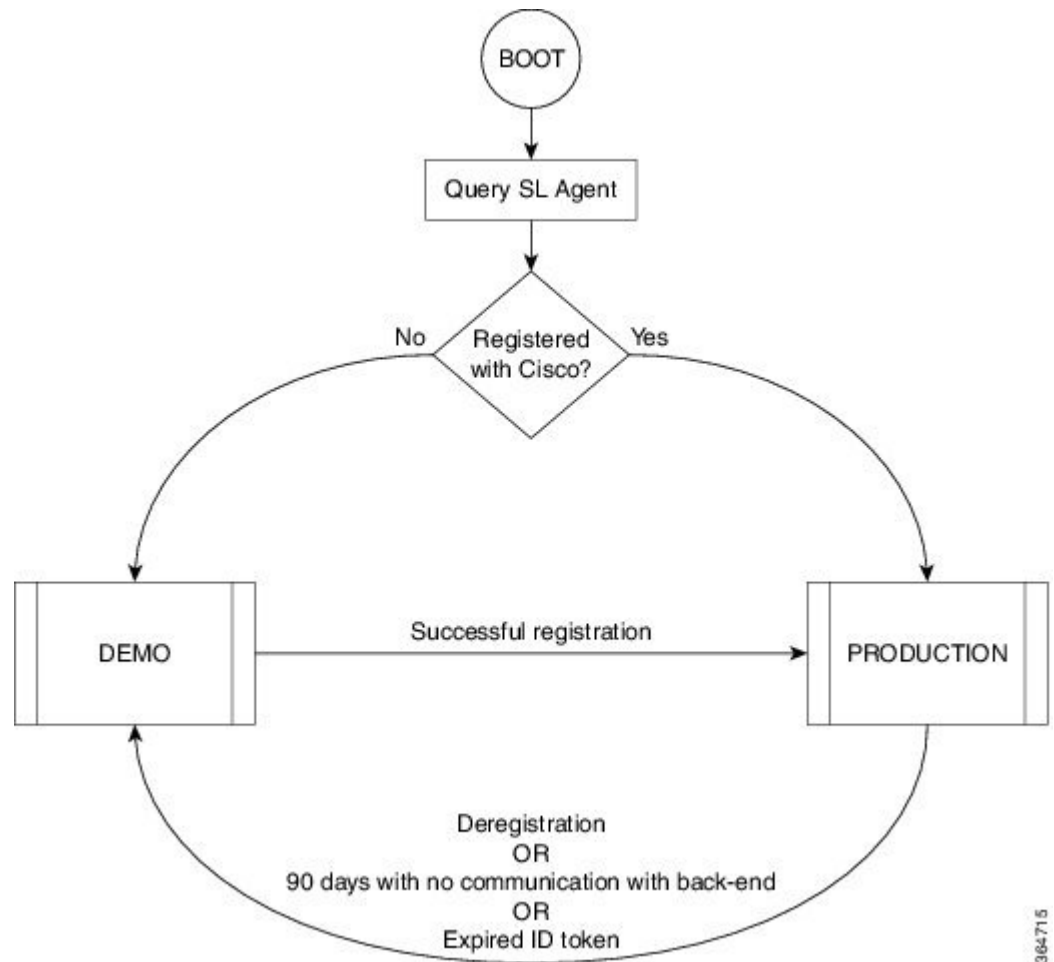 BOOT
Query SL Agent
No
Registered
with Cisco?
Yes
DEMO
Successful registration
PRODUCTION
Deregistration
OR
90 days with no communication with back-end
OR
Expired ID token
364715